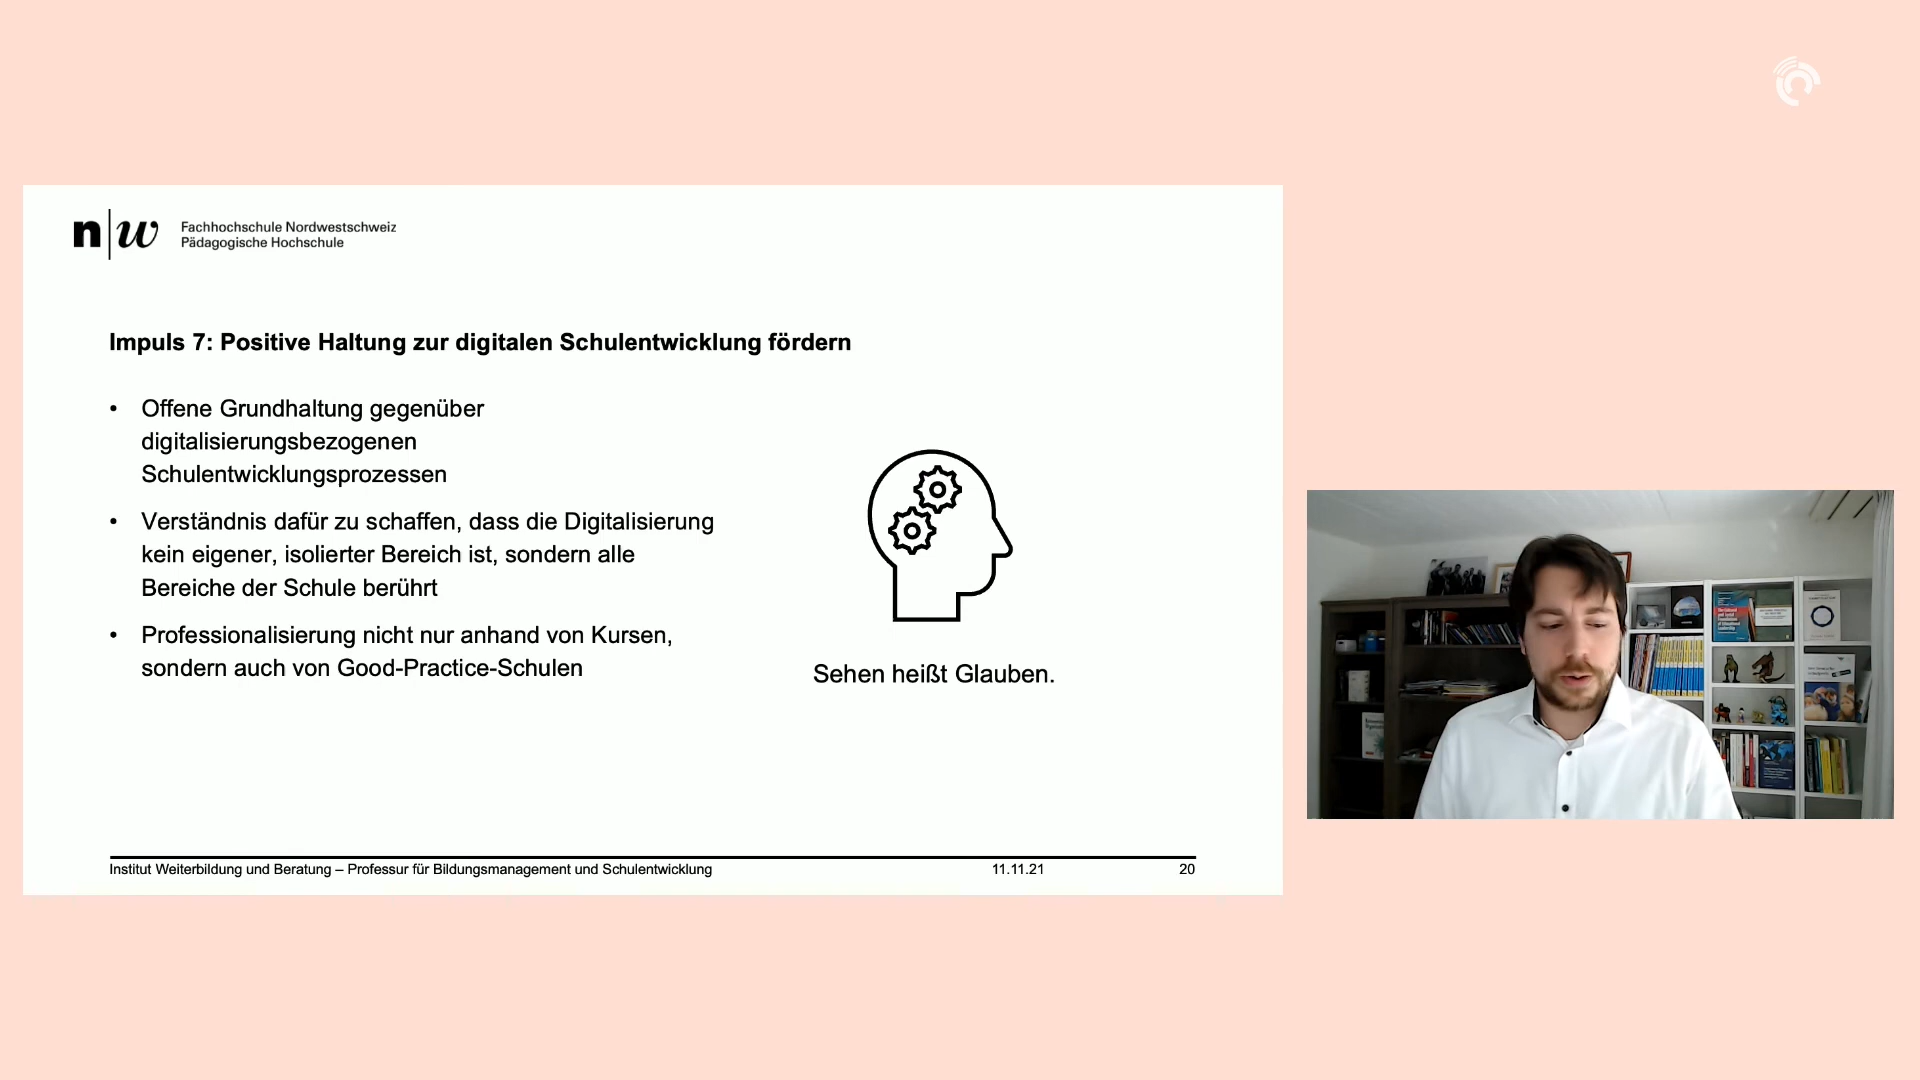 n|w
Fachhochschule Nordwestschweiz
Pädagogische Hochschule
Impuls 7: Positive Haltung zur digitalen Schulentwicklung fördern
• Offene Grundhaltung gegenüber
digitalisierungsbezogenen
Schulentwicklungsprozessen
• Verständnis dafür zu schaffen, dass die Digitalisierung
kein eigener, isolierter Bereich ist, sondern alle
Bereiche der Schule berührt
• Professionalisierung nicht nur anhand von Kursen,
sondern auch von Good-Practice-Schulen
Sehen heißt Glauben.
Institut Weiterbildung und Beratung – Professur für Bildungsmanagement und Schulentwicklung
11.11.21
20